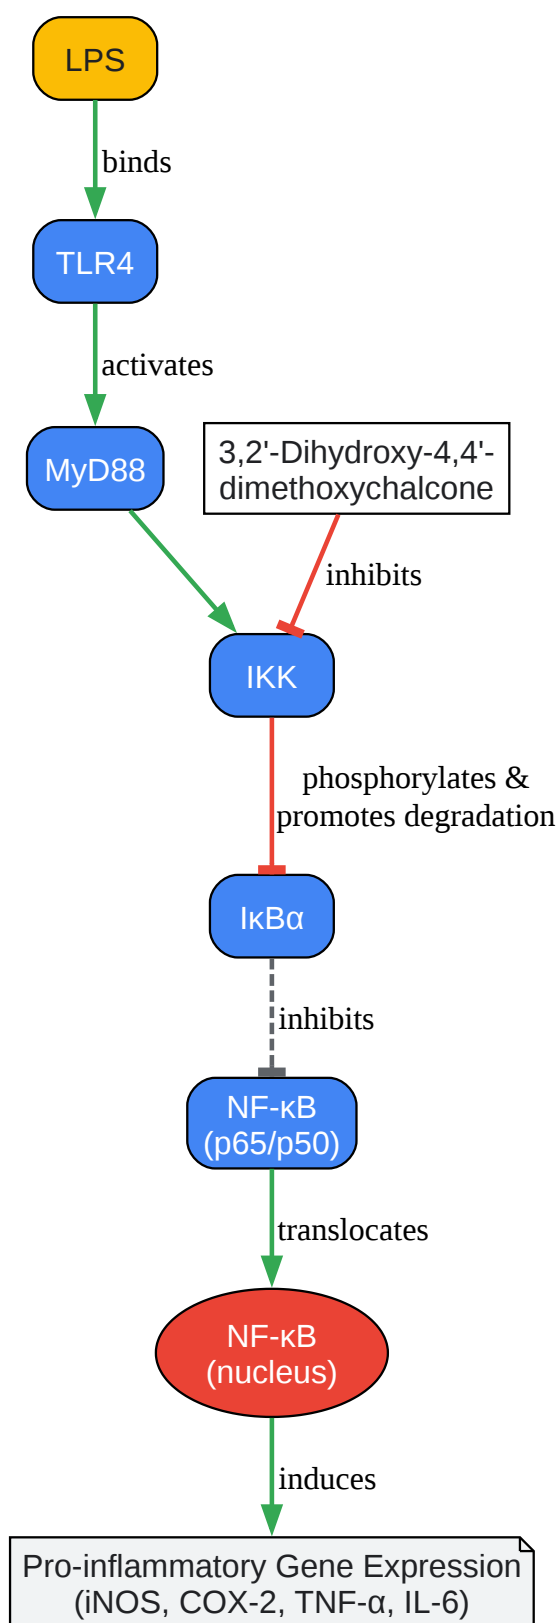 LPS
binds
TLR4
activates
MyD88
3,2'-Dihydroxy-4,4'-
dimethoxychalcone
inhibits
IKK
phosphorylates &
promotes degradation
IκBα
inhibits
NF-κB
(p65/p50)
translocates
NF-κB
(nucleus)
induces
Pro-inflammatory Gene Expression
(iNOS, COX-2, TNF-α, IL-6)